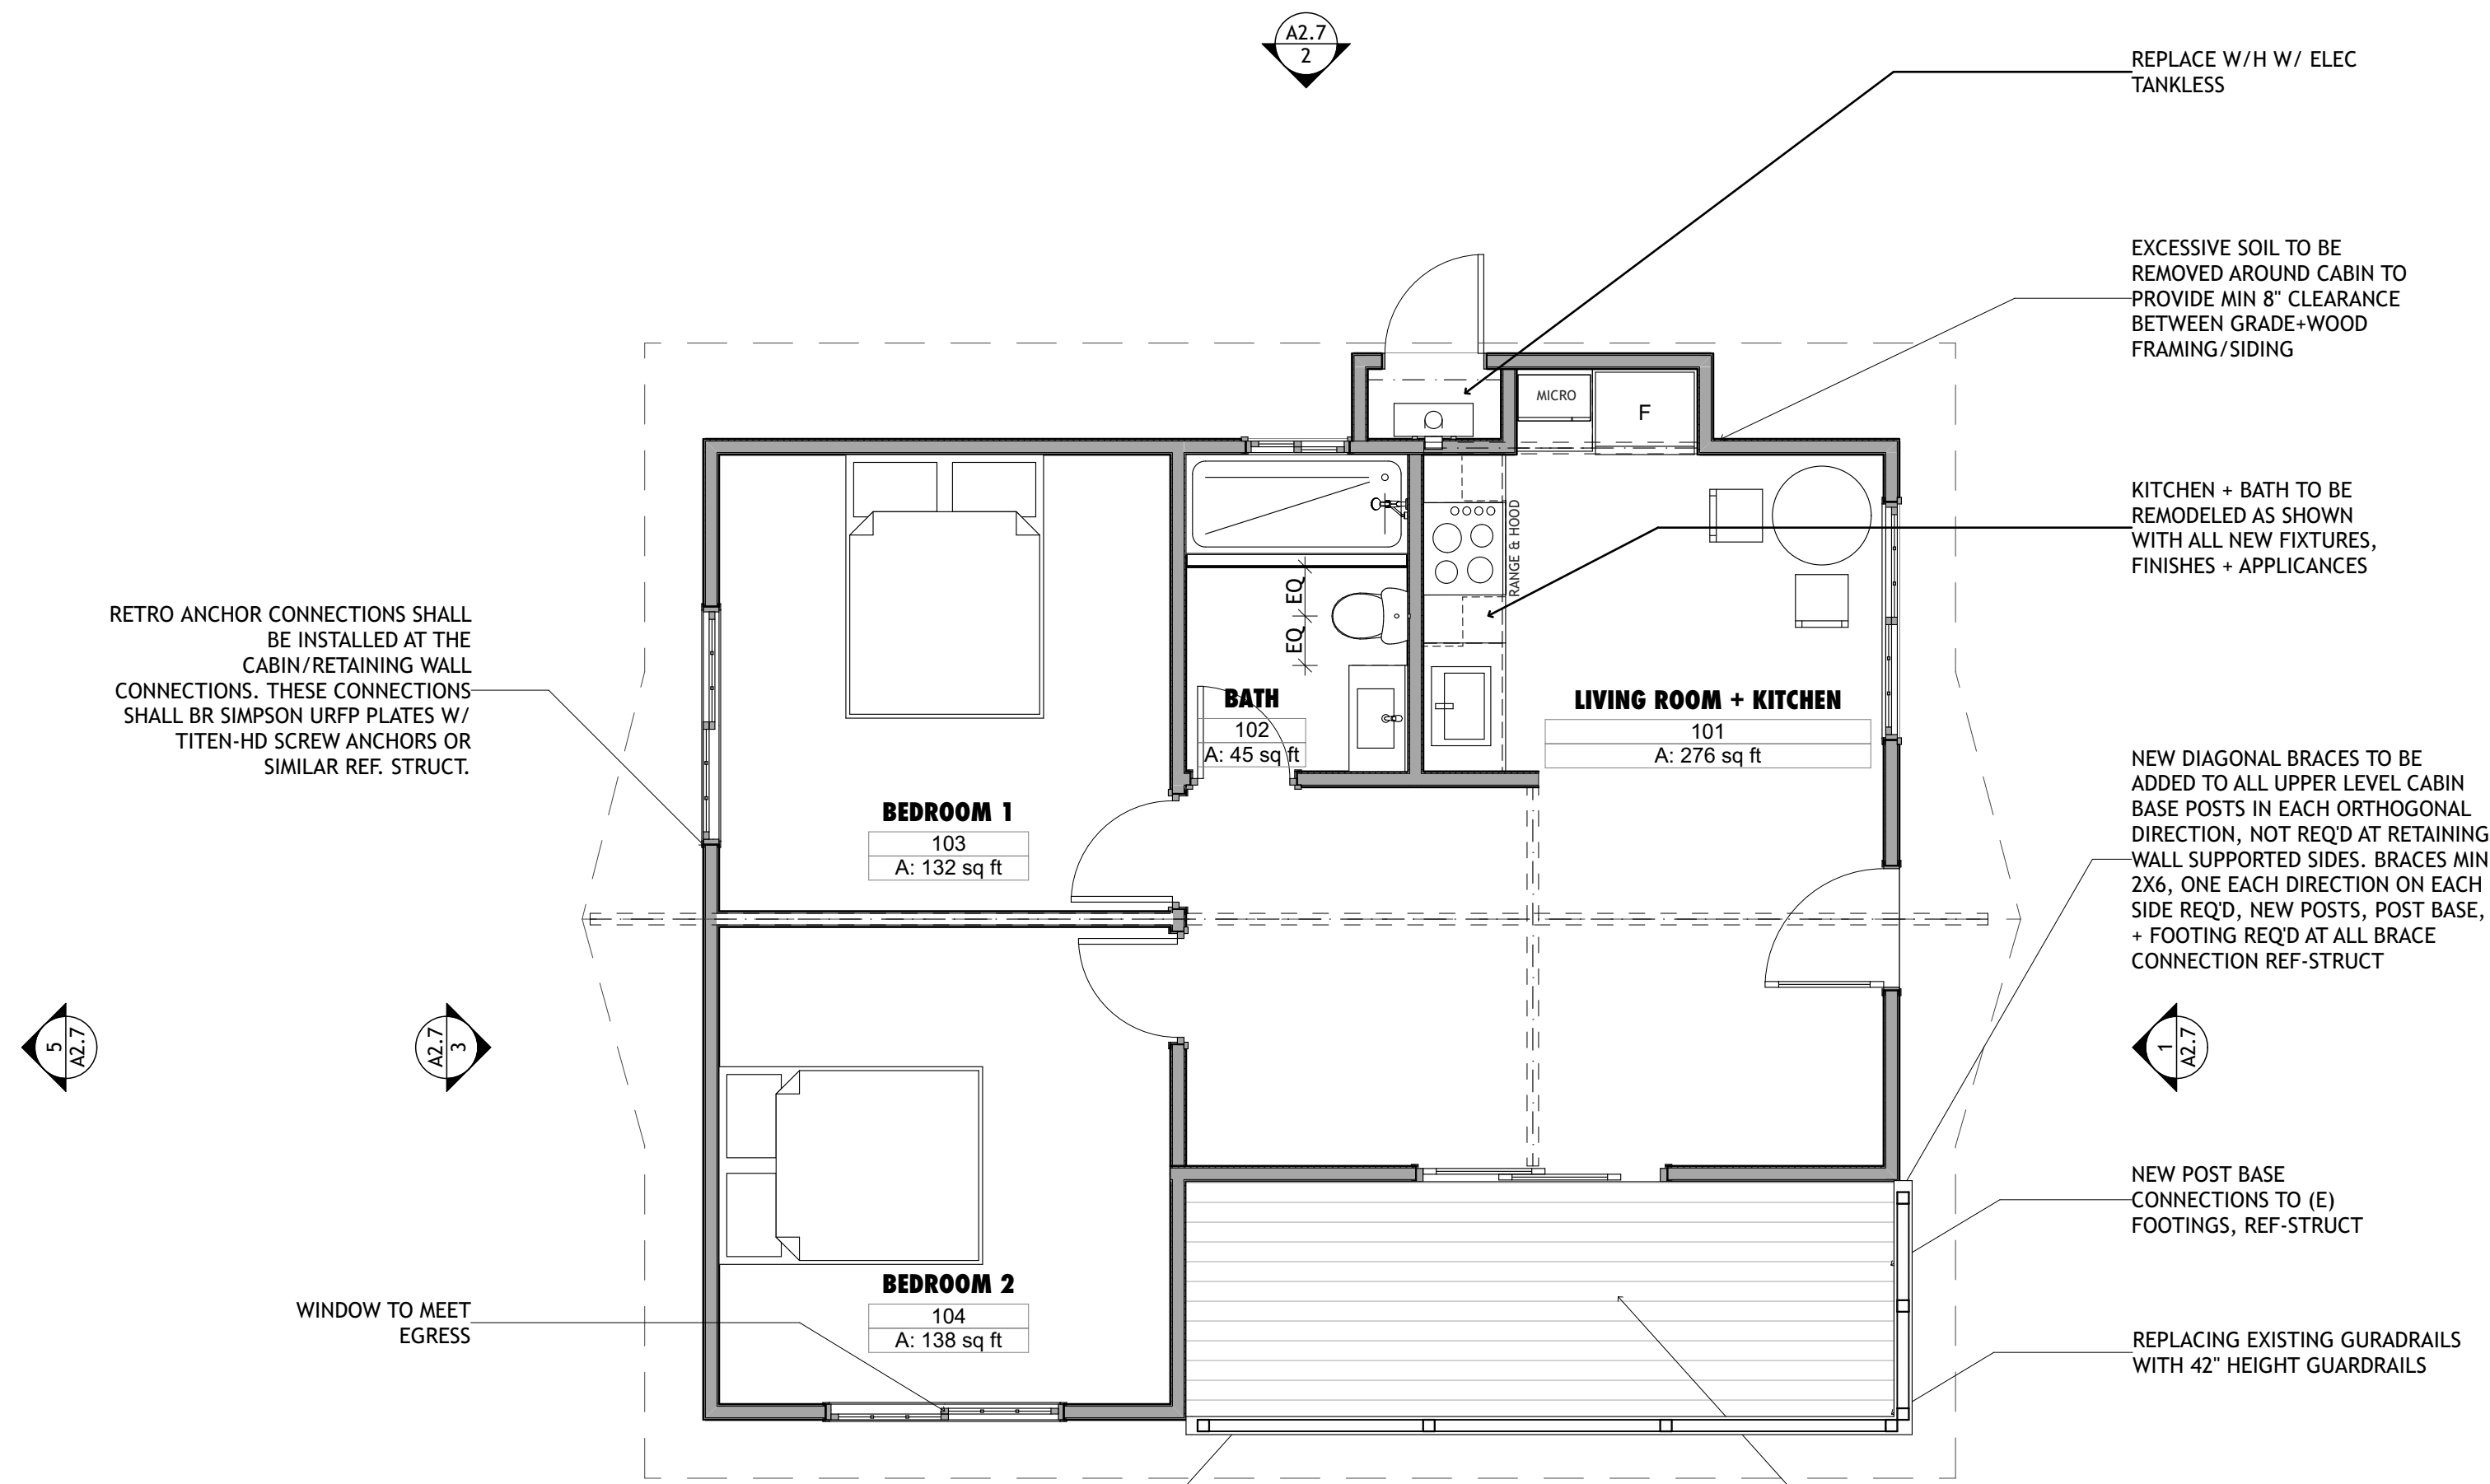 A2.7
2
REPLACE W/H W/ ELEC
TANKLESS
EXCESSIVE SOIL TO BE
REMOVED AROUND CABIN TO
PROVIDE MIN 8" CLEARANCE
BETWEEN GRADE+WOOD
FRAMING/SIDING
MICRO
F
KITCHEN + BATH TO BE
REMODELED AS SHOWN
WITH ALL NEW FIXTURES,
FINISHES + APPLICANCES
RANGE & HOOD
EQ
EQ
RETRO ANCHOR CONNECTIONS SHALL
BE INSTALLED AT THE
CABIN/RETAINING WALL
CONNECTIONS. THESE CONNECTIONS
SHALL BR SIMPSON URFP PLATES W/
TITEN-HD SCREW ANCHORS OR
SIMILAR REF. STRUCT.
BATH
102
A: 45 sq ft
LIVING ROOM + KITCHEN
101
A: 276 sq ft
BEDROOM 1
103
A: 132 sq ft
NEW DIAGONAL BRACES TO BE
ADDED TO ALL UPPER LEVEL CABIN
BASE POSTS IN EACH ORTHOGONAL
DIRECTION, NOT REQ'D AT RETAINING
WALL SUPPORTED SIDES. BRACES MIN
2X6, ONE EACH DIRECTION ON EACH
SIDE REQ'D, NEW POSTS, POST BASE,
+ FOOTING REQ'D AT ALL BRACE
CONNECTION REF-STRUCT
5
A2.7
A2.7
3
1
A2.7
NEW POST BASE
CONNECTIONS TO (E)
FOOTINGS, REF-STRUCT
BEDROOM 2
104
A: 138 sq ft
WINDOW TO MEET
EGRESS
REPLACING EXISTING GURADRAILS
WITH 42" HEIGHT GUARDRAILS